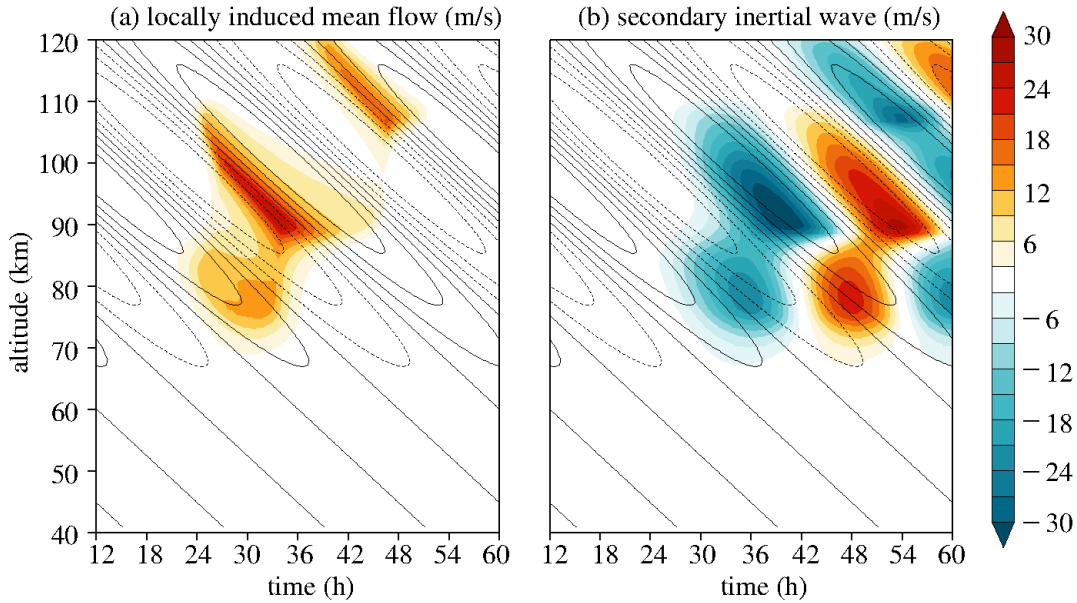 (a) locally induced mean flow (m/s)
(b) secondary inertial wave (m/s)
altitude (km)
120
110
100
90
80
70
60
50
40
12 18 24 30 36 42 48 54 60
time (h)
12 18 24 30 36 42 48 54 60
time (h)
30
24
18
12
6
−6
−12
−18
−24
−30